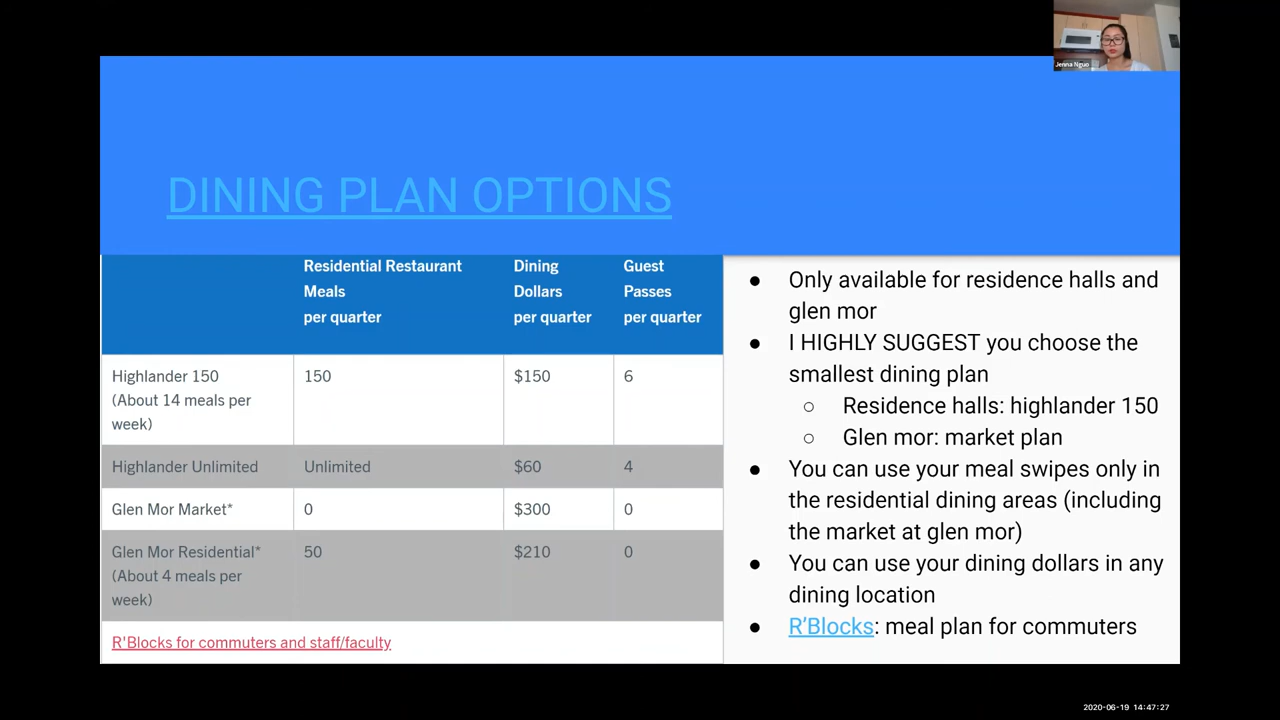 Jenna Nguo
DINING PLAN OPTIONS
Residential Restaurant Meals per quarter
Dining Dollars per quarter
Guest Passes per quarter
Highlander 150 (About 14 meals per week)
150
$150
6
Highlander Unlimited
Unlimited
$60
4
Glen Mor Market*
0
$300
0
Glen Mor Residential* (About 4 meals per week)
50
$210
0
R'Blocks for commuters and staff/faculty
● Only available for residence halls and
glen mor
● I HIGHLY SUGGEST you choose the
smallest dining plan
○ Residence halls: highlander 150
○ Glen mor: market plan
● You can use your meal swipes only in
the residential dining areas (including
the market at glen mor)
● You can use your dining dollars in any
dining location
● R’Blocks: meal plan for commuters
2020-06-19 14:47:27